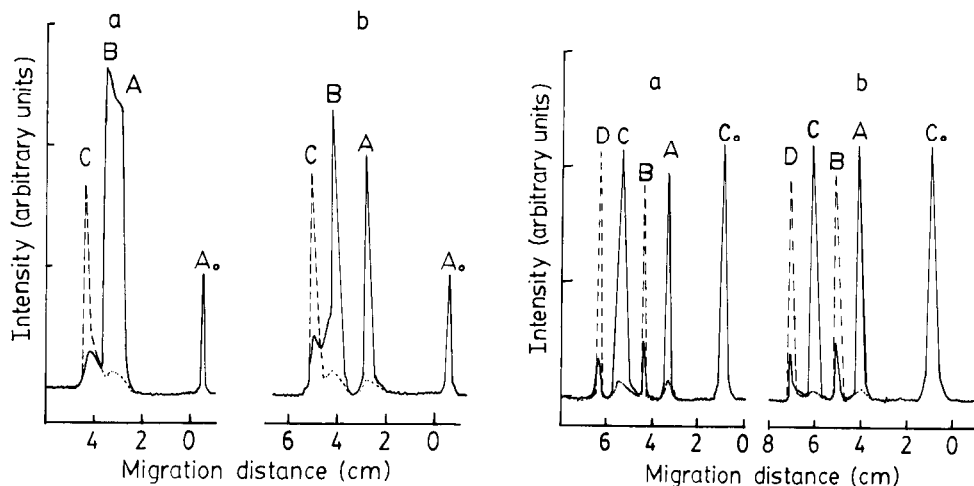 a
b
B
A
C
A₀
B
A
C
A₀
Intensity (arbitrary units)
4 2 0
6 4 2 0
Migration distance (cm)
a
b
D C B A C₀
D C B A C₀
Intensity (arbitrary units)
6 4 2 0
8 6 4 2 0
Migration distance (cm)